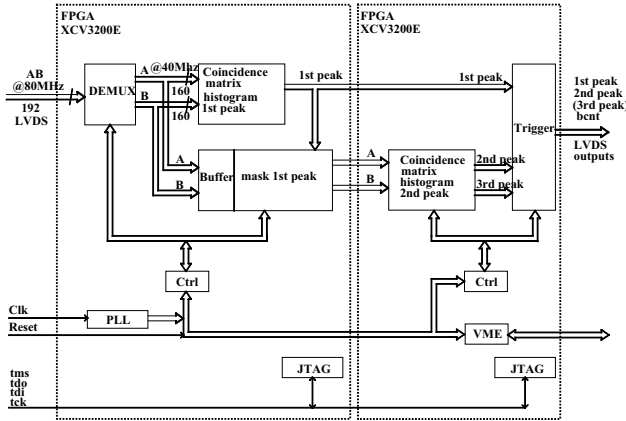 FPGA
XCV3200E
FPGA
XCV3200E
AB
@80MHz
192
LVDS
DEMUX
A @40Mhz
160
B
160
Coincidence
matrix
histogram
1st peak
1st peak
1st peak
Trigger
1st peak
2nd peak
(3rd peak)
bcnt
LVDS
outputs
A
B
Buffer
mask 1st peak
A
B
Coincidence
matrix
histogram
2nd peak
2nd peak
3rd peak
Ctrl
Ctrl
Clk
PLL
Reset
VME
JTAG
JTAG
tms
tdo
tdi
tck